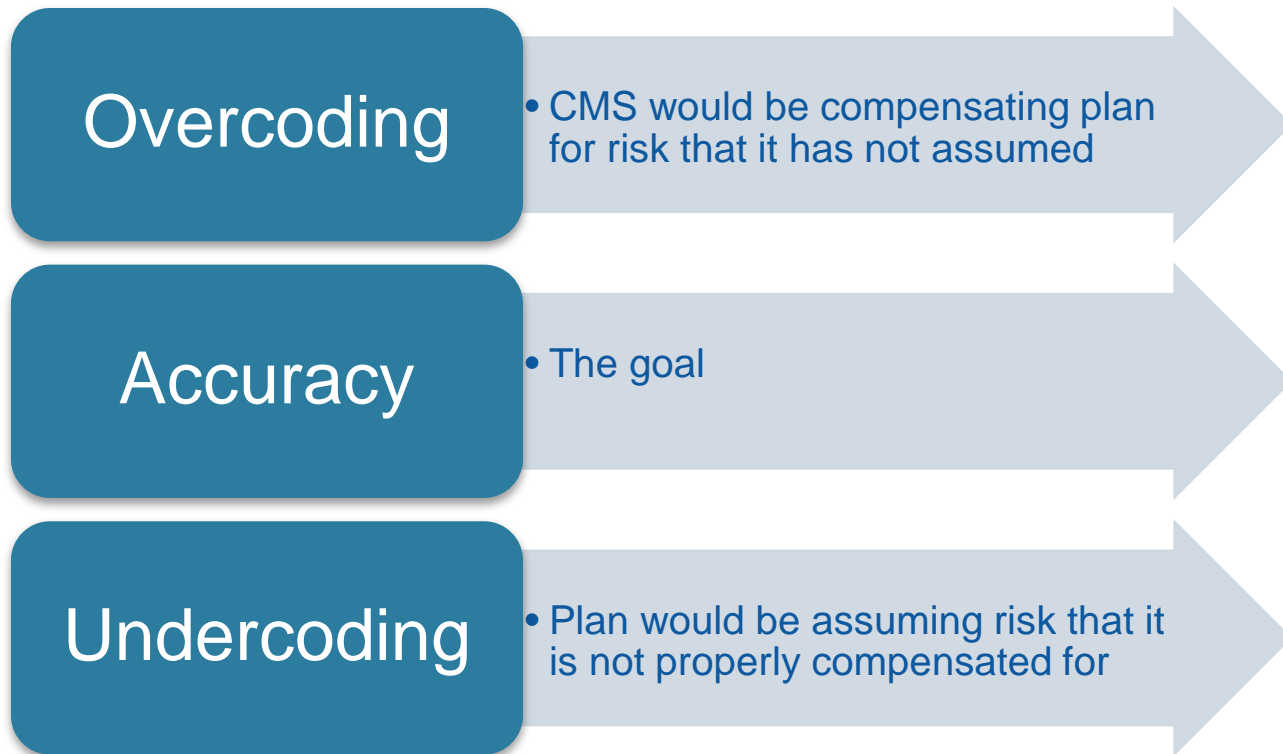 Overcoding
• CMS would be compensating plan
for risk that it has not assumed
Accuracy
• The goal
Undercoding
• Plan would be assuming risk that it
is not properly compensated for